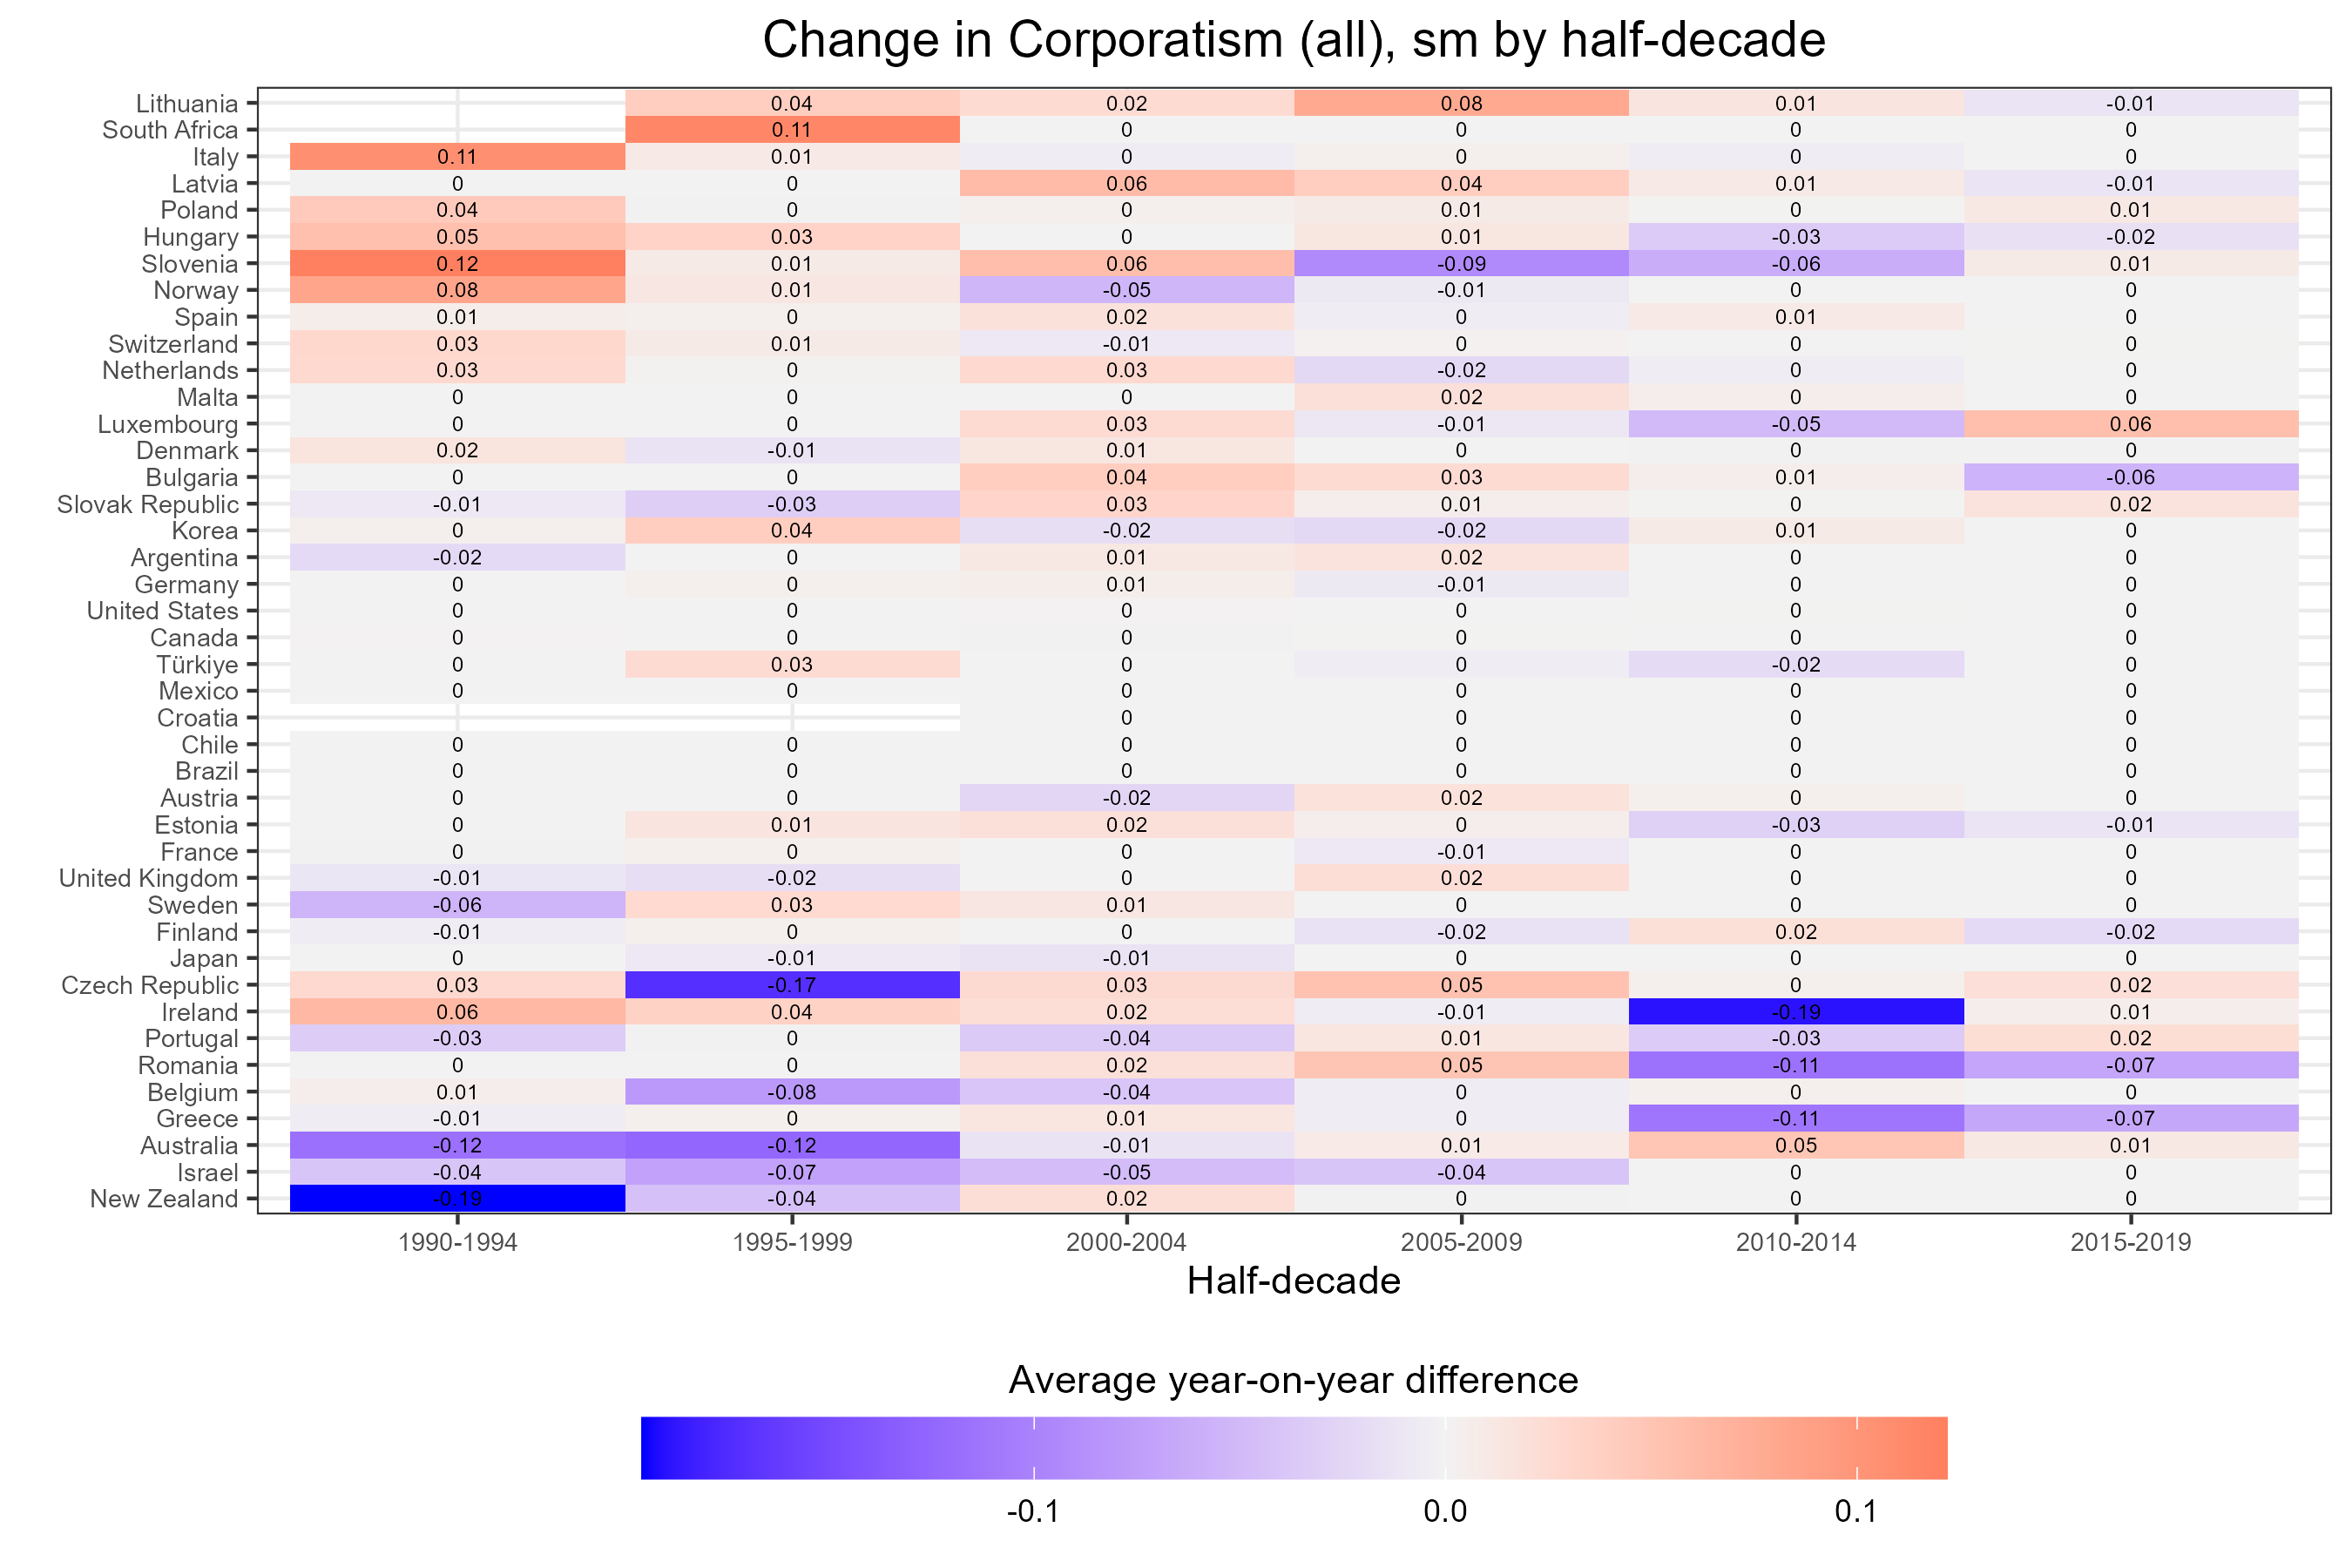 Change in Corporatism (all), sm by half-decade
Lithuania 0.04 0.02 0.08 0.01 -0.01
South Africa 0.11 0 0 0 0
Italy 0.11 0.01 0 0 0 0
Latvia 0 0 0.06 0.04 0.01 -0.01
Poland 0.04 0 0 0.01 0 0.01
Hungary 0.05 0.03 0 0.01 -0.03 -0.02
Slovenia 0.12 0.01 0.06 -0.09 -0.06 0.01
Norway 0.08 0.01 -0.05 -0.01 0 0
Spain 0.01 0 0.02 0 0.01 0
Switzerland 0.03 0.01 -0.01 0 0 0
Netherlands 0.03 0 0.03 -0.02 0 0
Malta 0 0 0 0.02 0 0
Luxembourg 0 0 0.03 -0.01 -0.05 0.06
Denmark 0.02 -0.01 0.01 0 0 0
Bulgaria 0 0 0.04 0.03 0.01 -0.06
Slovak Republic -0.01 -0.03 0.03 0.01 0 0.02
Korea 0 0.04 -0.02 -0.02 0.01 0
Argentina -0.02 0 0.01 0.02 0 0
Germany 0 0 0.01 -0.01 0 0
United States 0 0 0 0 0 0
Canada 0 0 0 0 0 0
Türkiye 0 0.03 0 0 -0.02 0
Mexico 0 0 0 0 0 0
Croatia 0 0 0 0
Chile 0 0 0 0 0 0
Brazil 0 0 0 0 0 0
Austria 0 0 -0.02 0.02 0 0
Estonia 0 0.01 0.02 0 -0.03 -0.01
France 0 0 0 -0.01 0 0
United Kingdom -0.01 -0.02 0 0.02 0 0
Sweden -0.06 0.03 0.01 0 0 0
Finland -0.01 0 0 -0.02 0.02 -0.02
Japan 0 -0.01 -0.01 0 0 0
Czech Republic 0.03 -0.17 0.03 0.05 0 0.02
Ireland 0.06 0.04 0.02 -0.01 -0.19 0.01
Portugal -0.03 0 -0.04 0.01 -0.03 0.02
Romania 0 0 0.02 0.05 -0.11 -0.07
Belgium 0.01 -0.08 -0.04 0 0 0
Greece -0.01 0 0.01 0 -0.11 -0.07
Australia -0.12 -0.12 -0.01 0.01 0.05 0.01
Israel -0.04 -0.07 -0.05 -0.04 0 0
New Zealand -0.19 -0.04 0.02 0 0 0
1990-1994 1995-1999 2000-2004 2005-2009 2010-2014 2015-2019
Half-decade
Average year-on-year difference
-0.1 0.0 0.1